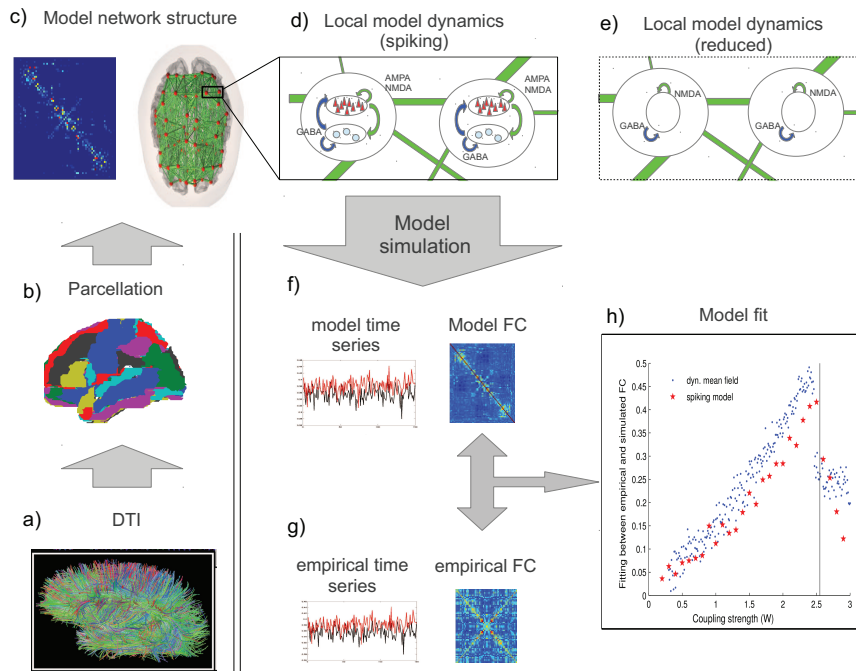 c) Model network structure
d) Local model dynamics
(spiking)
AMPA
NMDA
GABA
AMPA
NMDA
GABA
e) Local model dynamics
(reduced)
NMDA
GABA
NMDA
GABA
Model
simulation
b) Parcellation
a) DTI
f)
model time
series
Model FC
g)
empirical time
series
empirical FC
h) Model fit
dyn. mean field
spiking model
Fitting between empirical and simulated FC
0.5
0.45
0.4
0.35
0.3
0.25
0.2
0.15
0.1
0.05
0
0 0.5 1 1.5 2 2.5 3
Coupling strength (W)